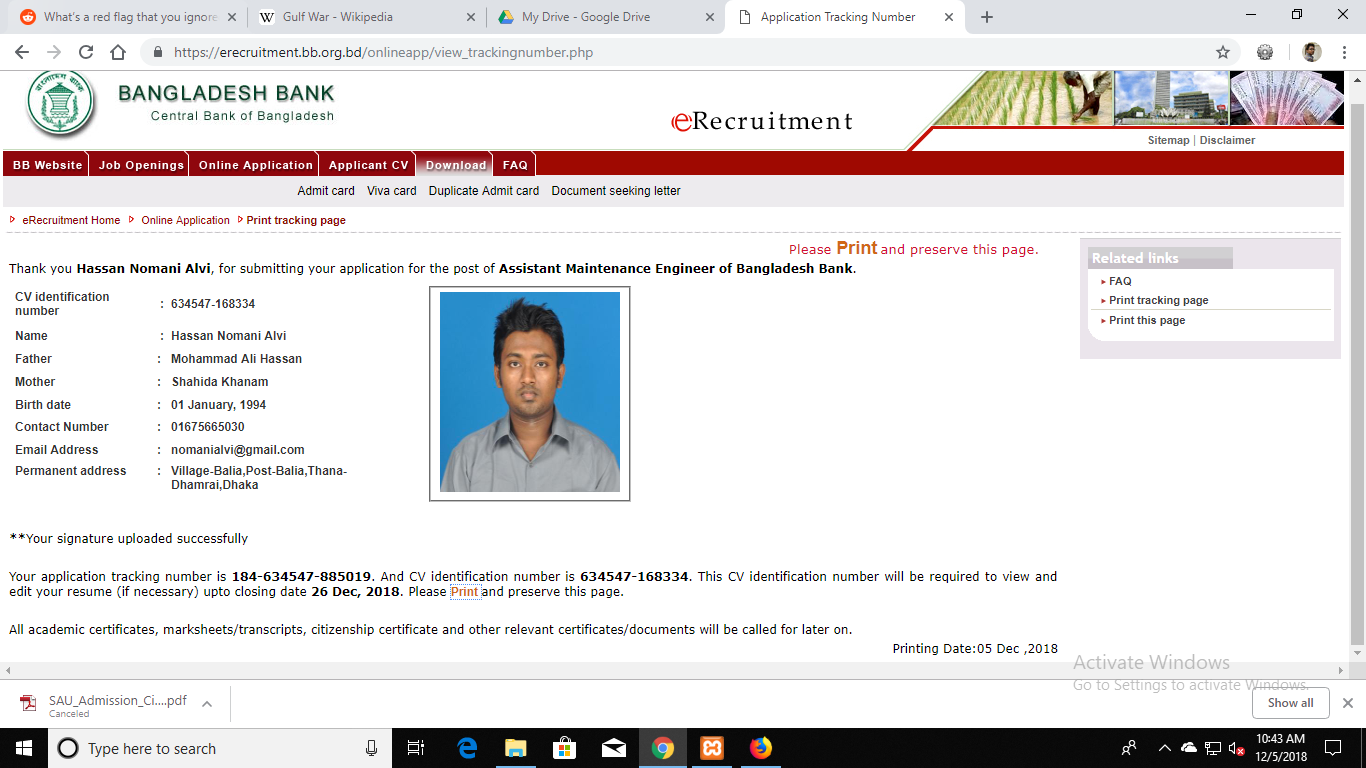 What's a red flag that you ignore
Gulf War - Wikipedia
My Drive - Google Drive
Application Tracking Number
https://erecruitment.bb.org.bd/onlineapp/view_trackingnumber.php
BANGLADESH BANK
Central Bank of Bangladesh
eRecruitment
Sitemap | Disclaimer
BB Website Job Openings Online Application Applicant CV Download FAQ
Admit card Viva card Duplicate Admit card Document seeking letter
eRecruitment Home Online Application Print tracking page
Please Print and preserve this page.
Thank you Hassan Nomani Alvi, for submitting your application for the post of Assistant Maintenance Engineer of Bangladesh Bank.
CV identification
number : 634547-168334
Name : Hassan Nomani Alvi
Father : Mohammad Ali Hassan
Mother : Shahida Khanam
Birth date : 01 January, 1994
Contact Number : 01675665030
Email Address : nomanialvi@gmail.com
Permanent address : Village-Balia,Post-Balia,Thana-
Dhamrai,Dhaka
Related links
FAQ
Print tracking page
Print this page
**Your signature uploaded successfully
Your application tracking number is 184-634547-885019. And CV identification number is 634547-168334. This CV identification number will be required to view and
edit your resume (if necessary) upto closing date 26 Dec, 2018. Please Print and preserve this page.
All academic certificates, marksheets/transcripts, citizenship certificate and other relevant certificates/documents will be called for later on.
Printing Date:05 Dec ,2018
Activate Windows
Go to Settings to activate Windows.
SAU_Admission_Ci....pdf
Canceled
Show all
Type here to search
10:43 AM
12/5/2018